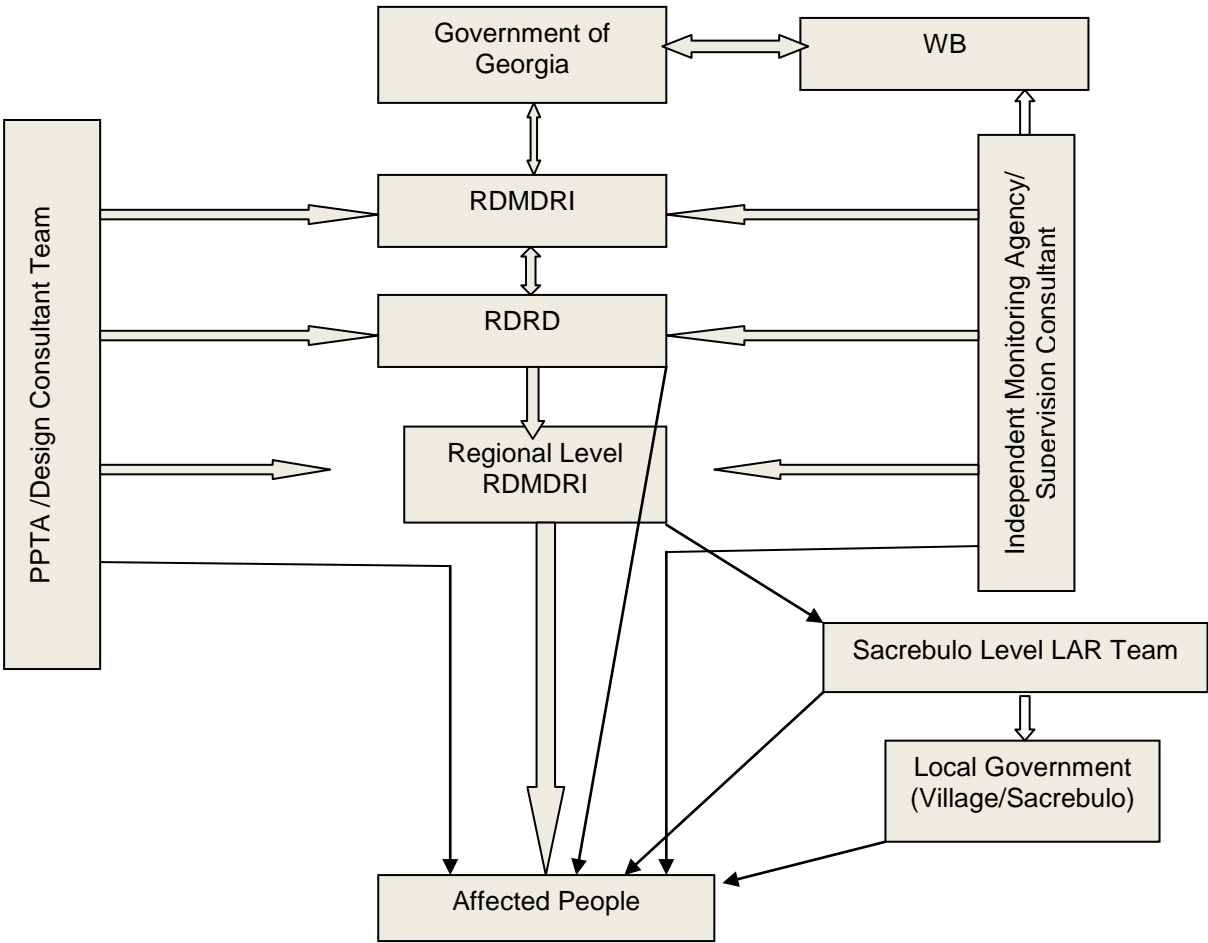 Government of
Georgia
WB
RDMDRI
RDRD
Regional Level
RDMDRI
PPTA /Design Consultant Team
Independent Monitoring Agency/
Supervision Consultant
Sacrebulo Level LAR Team
Local Government
(Village/Sacrebulo)
Affected People